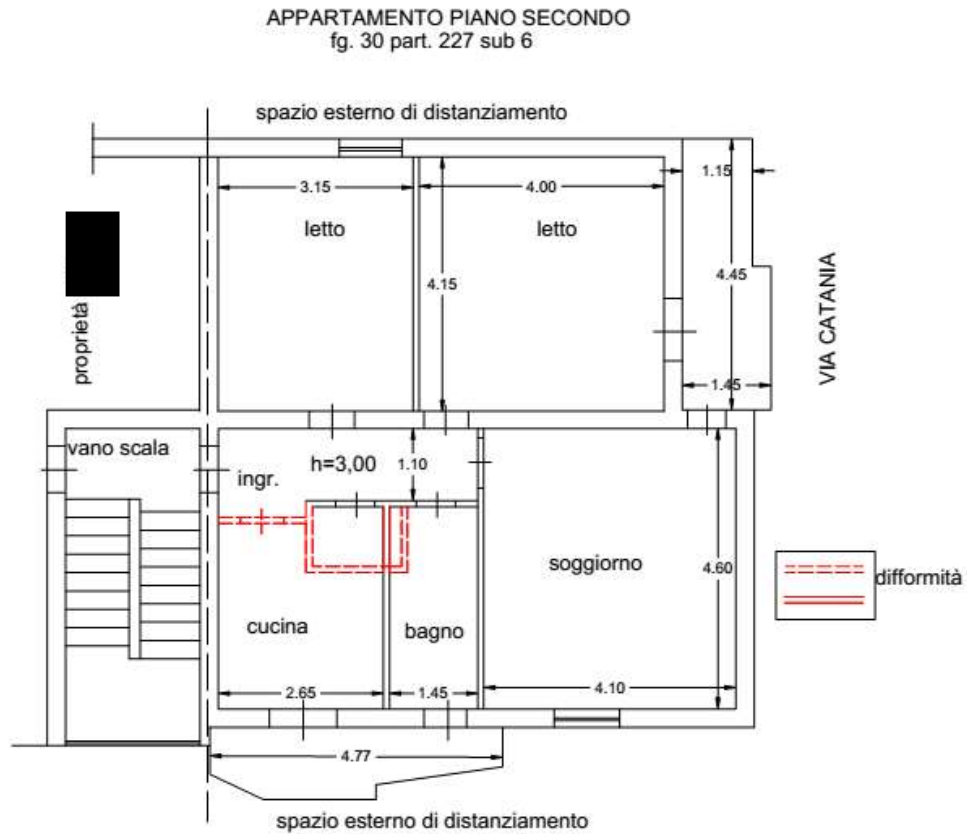 APPARTAMENTO PIANO SECONDO
fg. 30 part. 227 sub 6
spazio esterno di distanziamento
3.15
4.00
1.15
letto
letto
4.15
4.45
VIA CATANIA
proprietà
1.45
vano scala
ingr.
h=3,00
1.10
soggiorno
4.60
difformità
cucina
bagno
2.65
1.45
4.10
4.77
spazio esterno di distanziamento